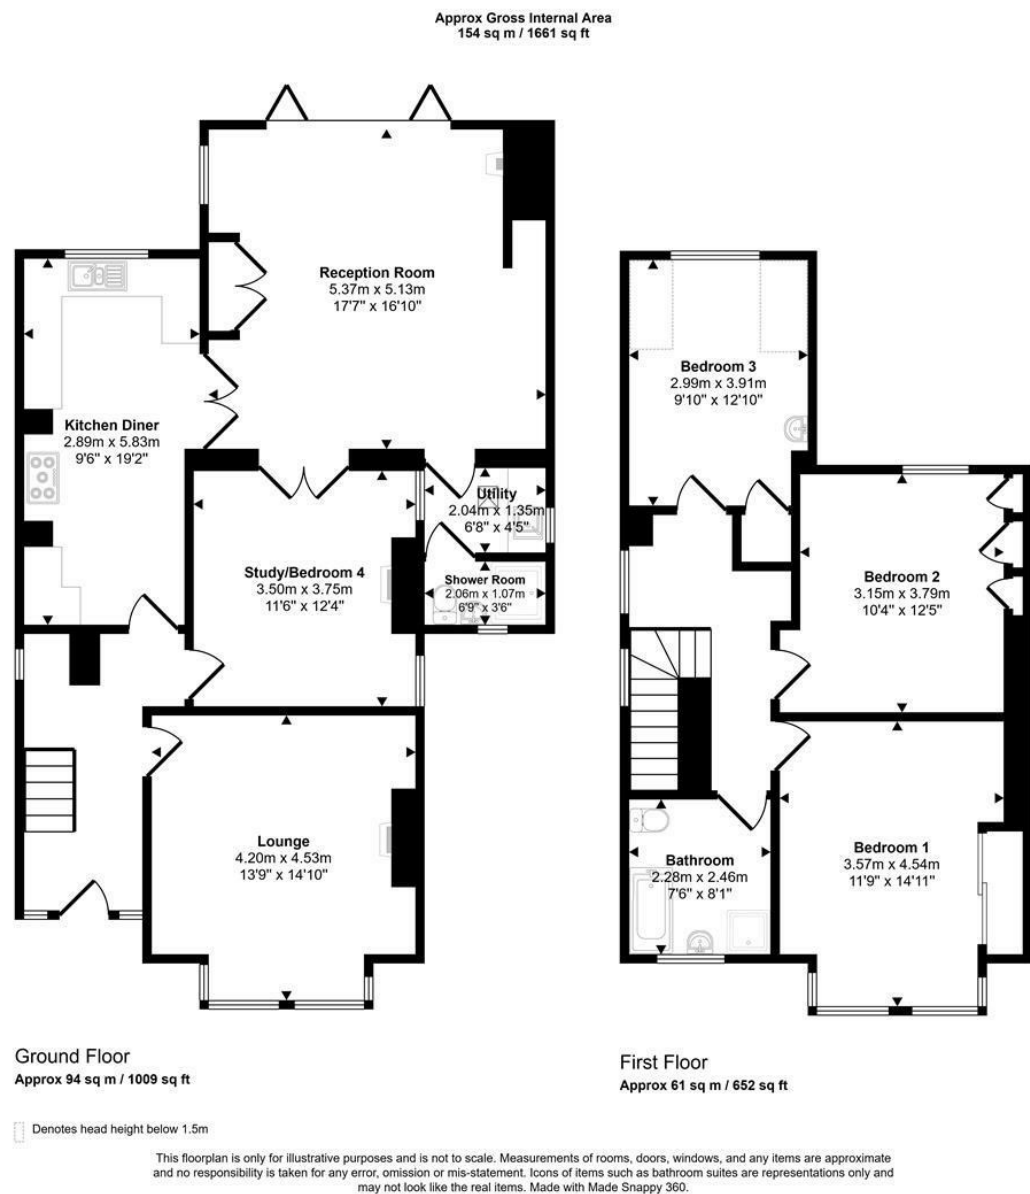 Approx Gross Internal Area
154 sq m / 1661 sq ft
Reception Room
5.37m x 5.13m
17'7" x 16'10"
Kitchen Diner
2.89m x 5.83m
9'6" x 19'2"
Utility
2.04m x 1.35m
6'8" x 4'5"
Study/Bedroom 4
3.50m x 3.75m
11'6" x 12'4"
Shower Room
2.06m x 1.07m
6'9" x 3'6"
Lounge
4.20m x 4.53m
13'9" x 14'10"
Bedroom 3
2.99m x 3.91m
9'10" x 12'10"
Bedroom 2
3.15m x 3.79m
10'4" x 12'5"
Bedroom 1
3.57m x 4.54m
11'9" x 14'11"
Bathroom
2.28m x 2.46m
7'6" x 8'1"
Ground Floor
Approx 94 sq m / 1009 sq ft
First Floor
Approx 61 sq m / 652 sq ft
Denotes head height below 1.5m
This floorplan is only for illustrative purposes and is not to scale. Measurements of rooms, doors, windows, and any items are approximate
and no responsibility is taken for any error, omission or mis-statement. Icons of items such as bathroom suites are representations only and
may not look like the real items. Made with Made Snappy 360.